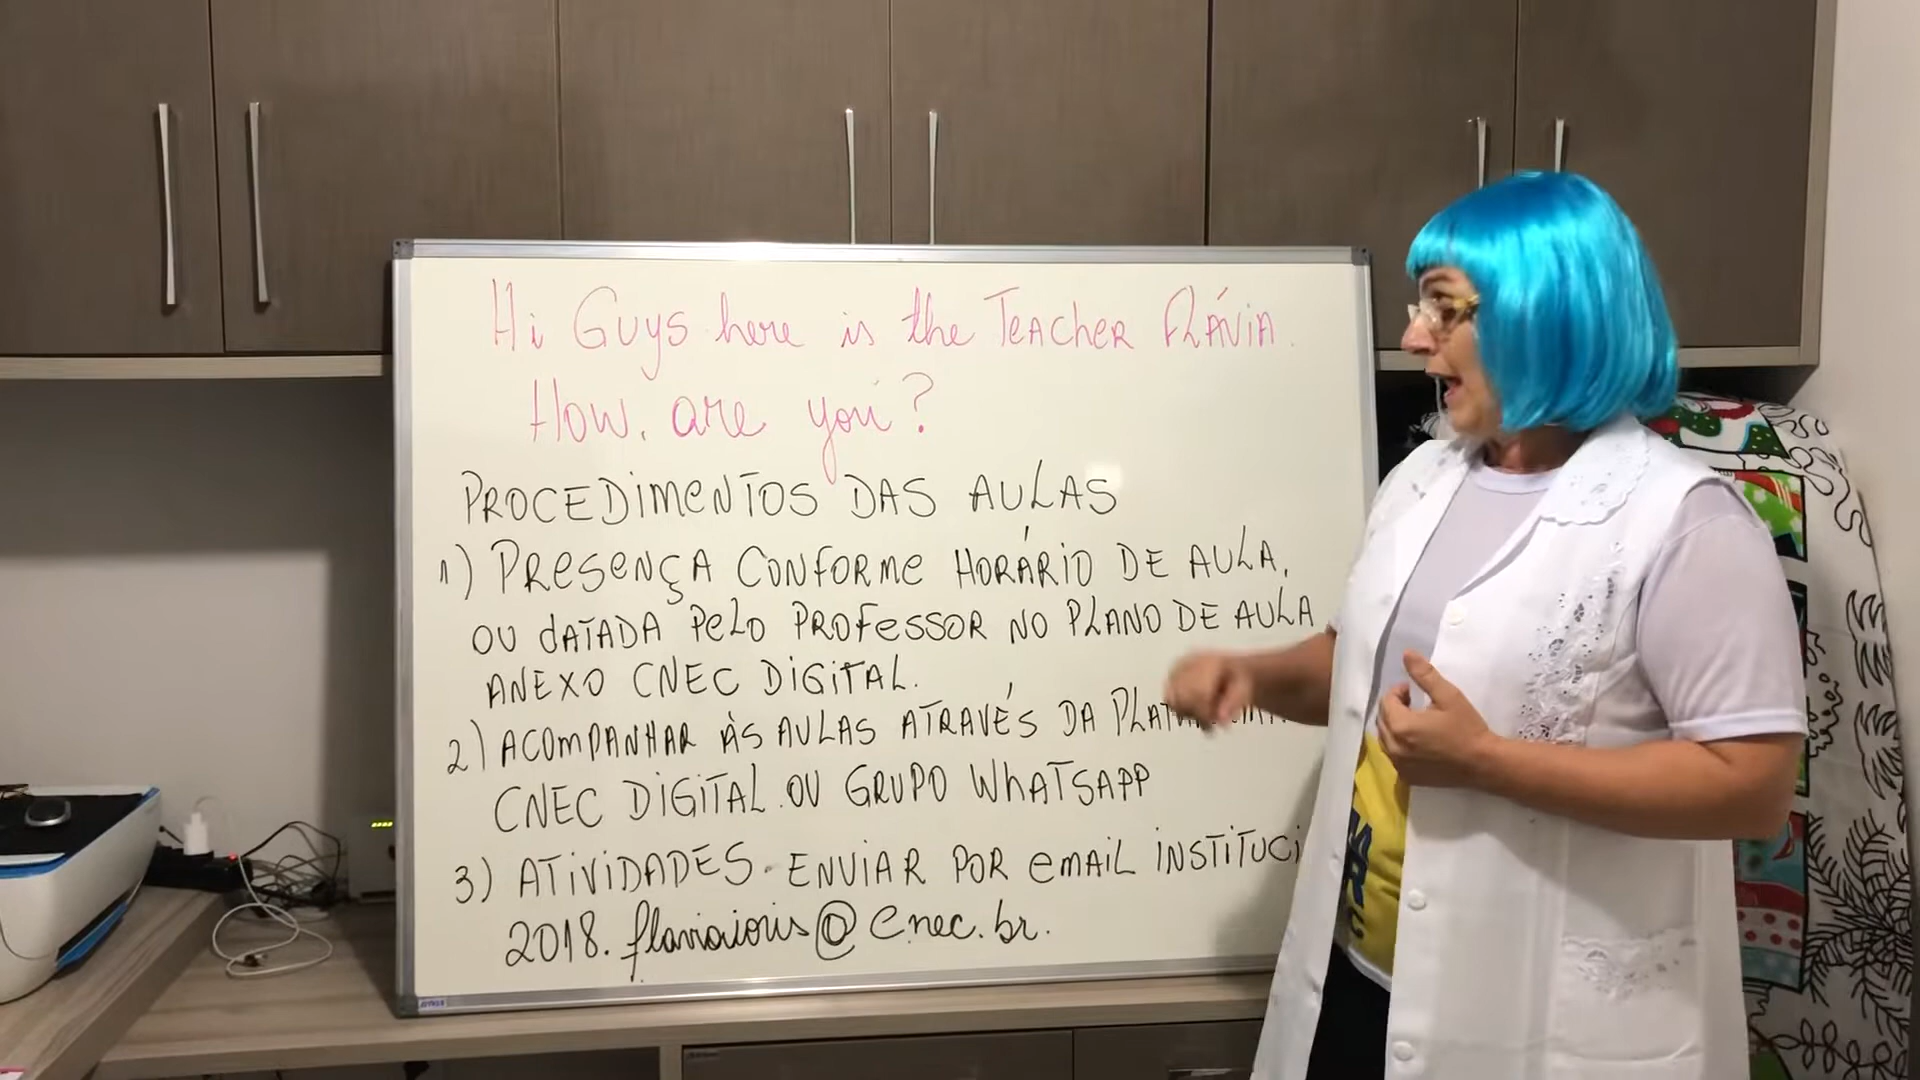 Hi Guys here is the Teacher Flávia.
How are you?
PROCEDIMENTOS DAS AULAS
1) PRESENÇA CONFORME HORÁRIO DE AULA,
OU DATADA PELO PROFESSOR NO PLANO DE AULA
ANEXO CNEC DIGITAL.
2) ACOMPANHAR ÀS AULAS ATRAVÉS DA
CNEC DIGITAL OU GRUPO WHATSAPP
3) ATIVIDADES. ENVIAR POR EMAIL INSTITUCI
2018. @cnec.br.